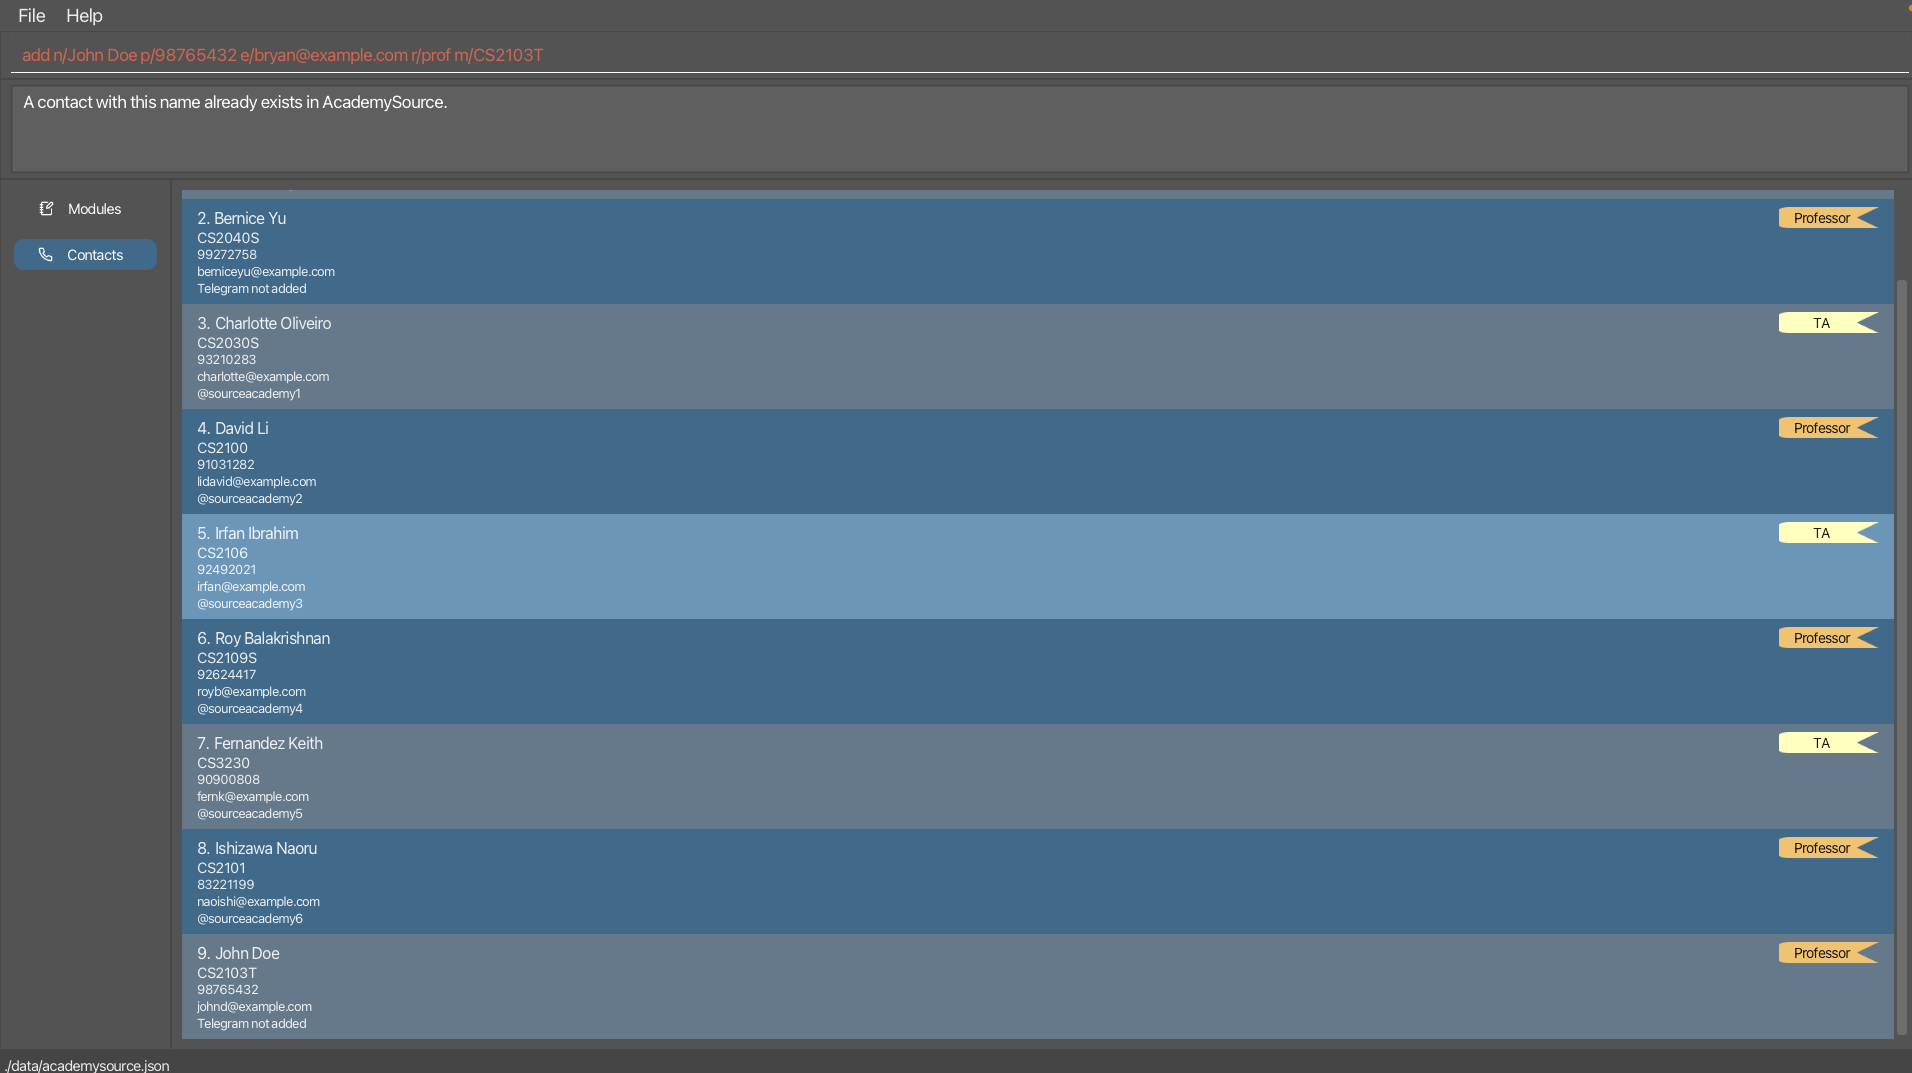 File Help
add n/John Doe p/98765432 e/bryan@example.com r/prof m/CS2103T
A contact with this name already exists in AcademySource.
Modules
Contacts
2. Bernice Yu Professor
CS2040S
99272758
berniceyu@example.com
Telegram not added
3. Charlotte Oliveiro TA
CS2030S
93210283
charlotte@example.com
@sourceacademy1
4. David Li Professor
CS2100
91031282
lidavid@example.com
@sourceacademy2
5. Irfan Ibrahim TA
CS2106
92492021
irfan@example.com
@sourceacademy3
6. Roy Balakrishnan Professor
CS2109S
92624417
royb@example.com
@sourceacademy4
7. Fernandez Keith TA
CS3230
90900808
fernk@example.com
@sourceacademy5
8. Ishizawa Naoru Professor
CS2101
83221199
naoishi@example.com
@sourceacademy6
9. John Doe Professor
CS2103T
98765432
johnd@example.com
Telegram not added
./data/academysource.json